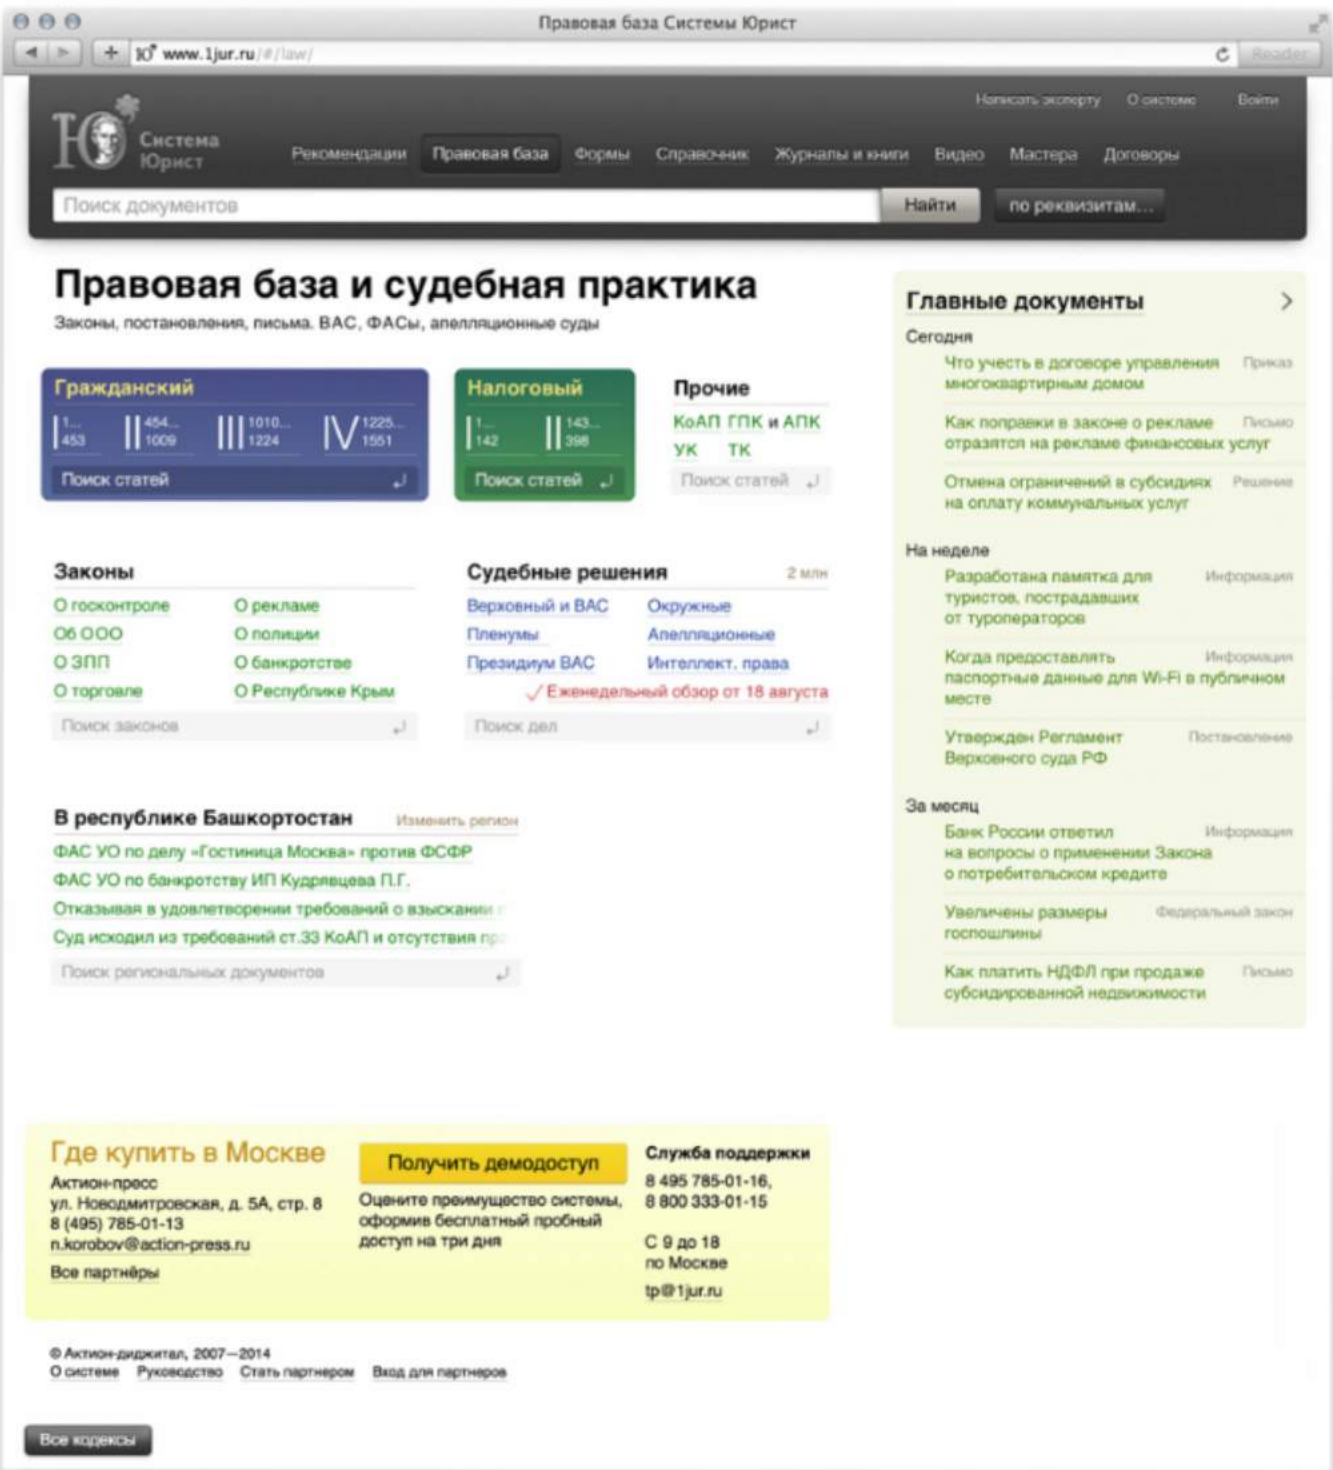 Правовая база Системы Юрист
www.1jur.ru/#/law/
Reader
Написать эксперту О системе Войти
Ю Система
Юрист
Рекомендации Правовая база Формы Справочник Журналы и книги Видео Мастера Договоры
Поиск документов Найти по реквизитам...
Правовая база и судебная практика
Законы, постановления, письма. ВАС, ФАСы, апелляционные суды
Гражданский
I 1... 453 II 454... 1009 III 1010... 1224 IV 1225... 1551
Поиск статей
Налоговый
I 1... 142 II 143... 398
Поиск статей
Прочие
КоАП ГПК и АПК
УК ТК
Поиск статей
Законы
О госконтроле О рекламе
Об ООО О полиции
О ЗПП О банкротстве
О торговле О Республике Крым
Поиск законов
Судебные решения 2 млн
Верховный и ВАС Окружные
Пленумы Апелляционные
Президиум ВАС Интеллект. права
Еженедельный обзор от 18 августа
Поиск дел
В республике Башкортостан Изменить регион
ФАС УО по делу «Гостиница Москва» против ФСФР
ФАС УО по банкротству ИП Кудрявцева П.Г.
Отказывая в удовлетворении требований о взыскании
Суд исходил из требований ст.33 КоАП и отсутствия
Поиск региональных документов
Главные документы
Сегодня
Что учесть в договоре управления Приказ
многоквартирным домом
Как поправки в законе о рекламе Письмо
отразятся на рекламе финансовых услуг
Отмена ограничений в субсидиях Решение
на оплату коммунальных услуг
На неделе
Разработана памятка для Информация
туристов, пострадавших
от туроператоров
Когда предоставлять Информация
паспортные данные для Wi-Fi в публичном
месте
Утвержден Регламент Постановление
Верховного суда РФ
За месяц
Банк России ответил Информация
на вопросы о применении Закона
о потребительском кредите
Увеличены размеры Федеральный закон
госпошлины
Как платить НДФЛ при продаже Письмо
субсидированной недвижимости
Где купить в Москве
Актион-пресс
ул. Новодмитровская, д. 5А, стр. 8
8 (495) 785-01-13
n.korobov@action-press.ru
Все партнёры
Получить демодоступ
Оцените преимущество системы,
оформив бесплатный пробный
доступ на три дня
Служба поддержки
8 495 785-01-16,
8 800 333-01-15
С 9 до 18
по Москве
tp@1jur.ru
© Актион-диджитал, 2007—2014
О системе Руководство Стать партнером Вход для партнеров
Все кодексы